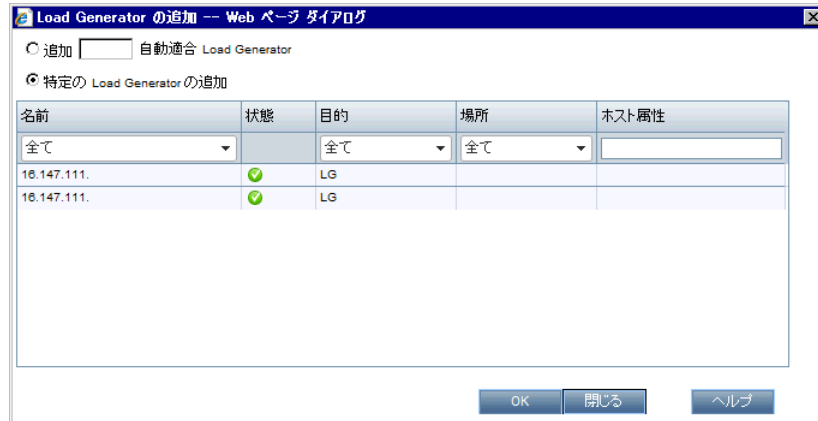 Load Generator の追加 -- Web ページ ダイアログ
追加 自動適合 Load Generator
特定の Load Generator の追加
名前 状態 目的 場所 ホスト属性
全て 全て 全て
16.147.111. LG
16.147.111. LG
OK 閉じる ヘルプ